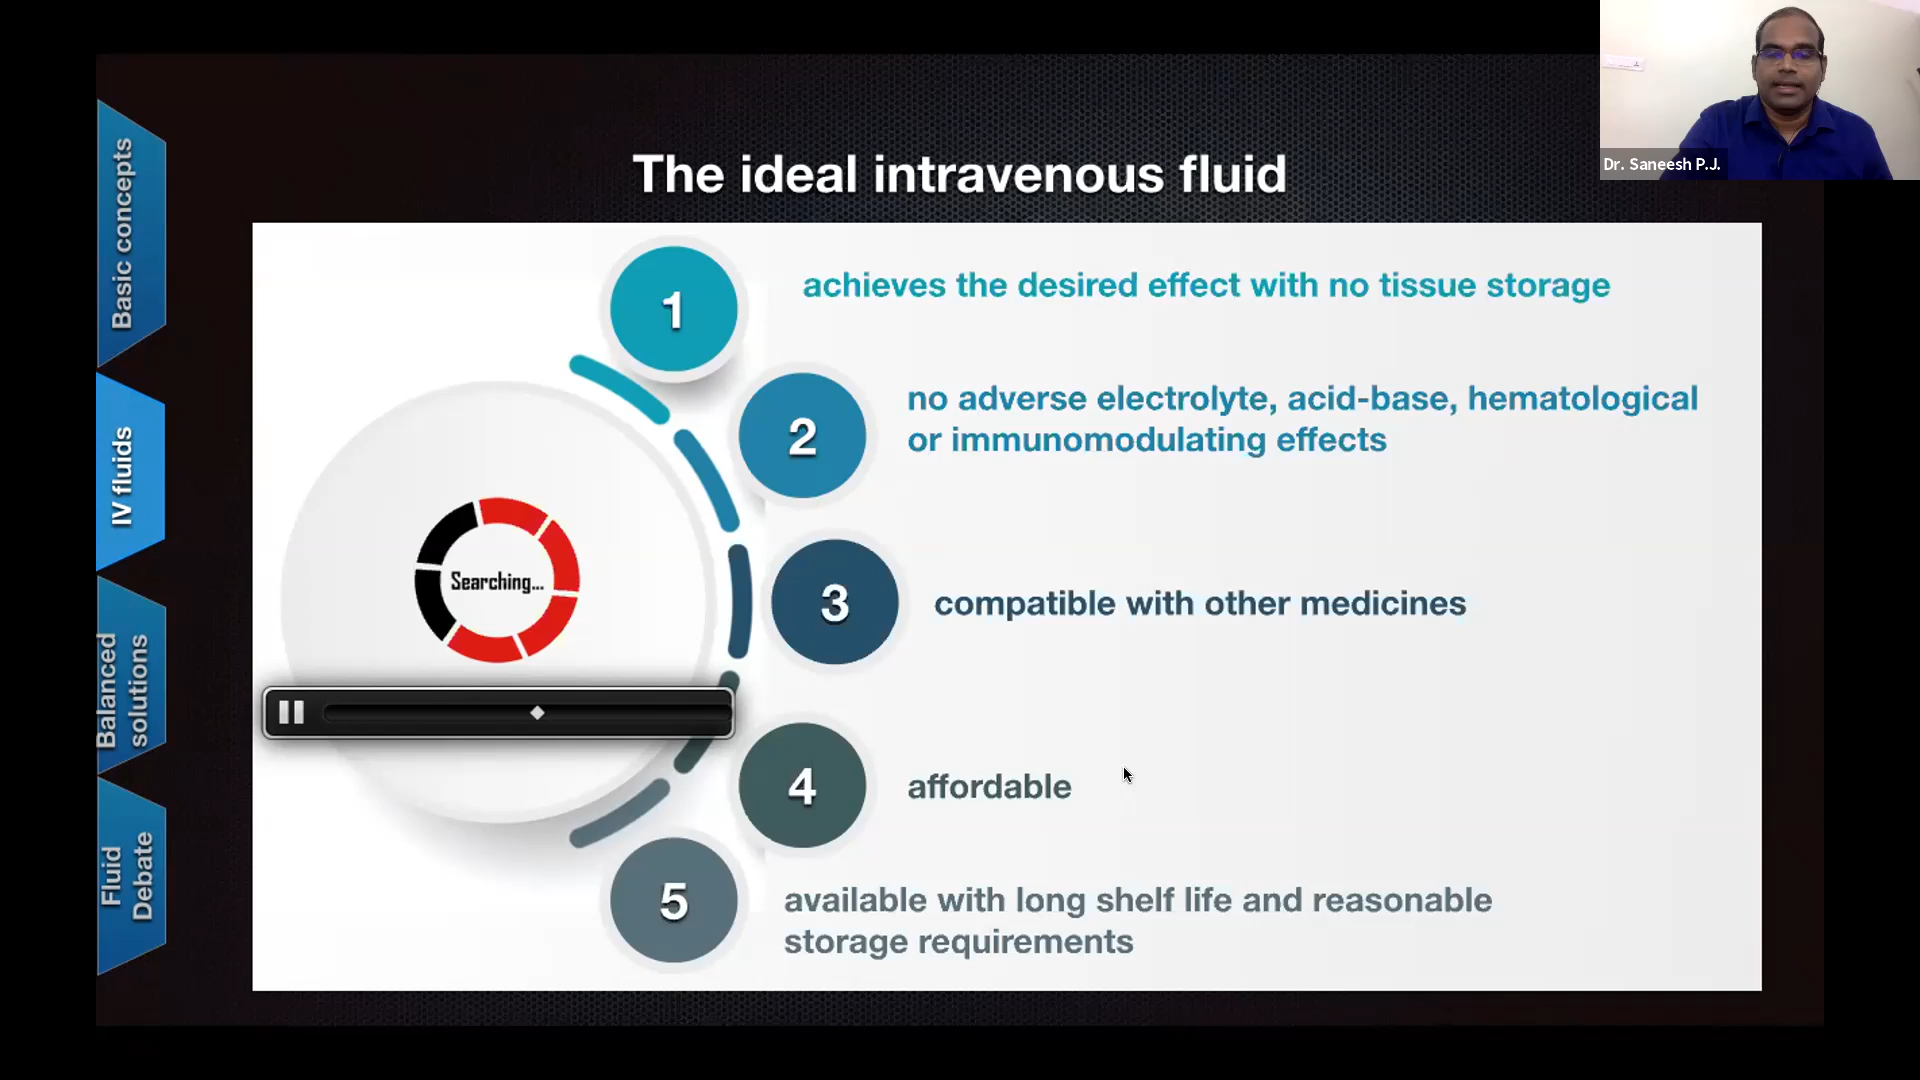 Dr. Saneesh P.J.
The ideal intravenous fluid
Basic concepts
IV fluids
Balanced
solutions
Fluid
Debate
Searching...
1
achieves the desired effect with no tissue storage
2
no adverse electrolyte, acid-base, hematological
or immunomodulating effects
3
compatible with other medicines
4
affordable
5
available with long shelf life and reasonable
storage requirements